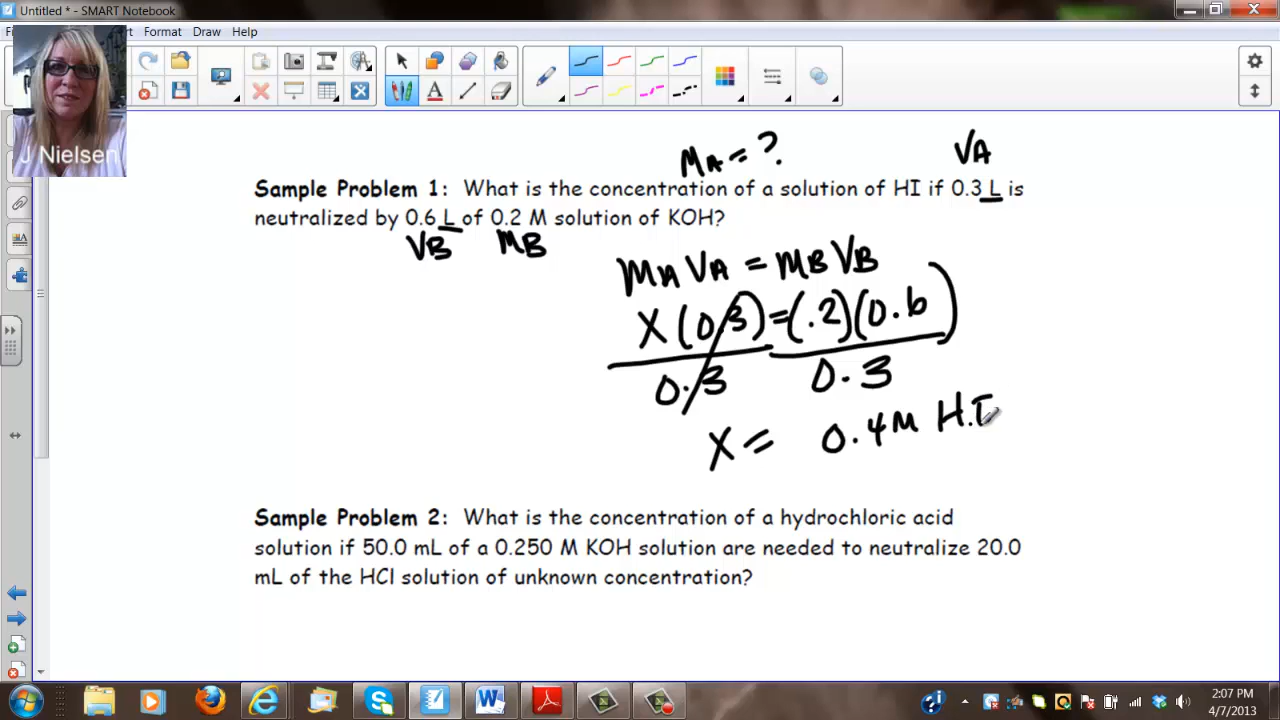 Untitled * - SMART Notebook
Format Draw Help
J Nielsen
MA = ?
VA
Sample Problem 1: What is the concentration of a solution of HI if 0.3 L is
neutralized by 0.6 L of 0.2 M solution of KOH?
VB MB
MA VA = MB VB
X (0.3) = (.2)(0.6)
0.3 0.3
X = 0.4M HI
Sample Problem 2: What is the concentration of a hydrochloric acid
solution if 50.0 mL of a 0.250 M KOH solution are needed to neutralize 20.0
mL of the HCl solution of unknown concentration?
2:07 PM
4/7/2013